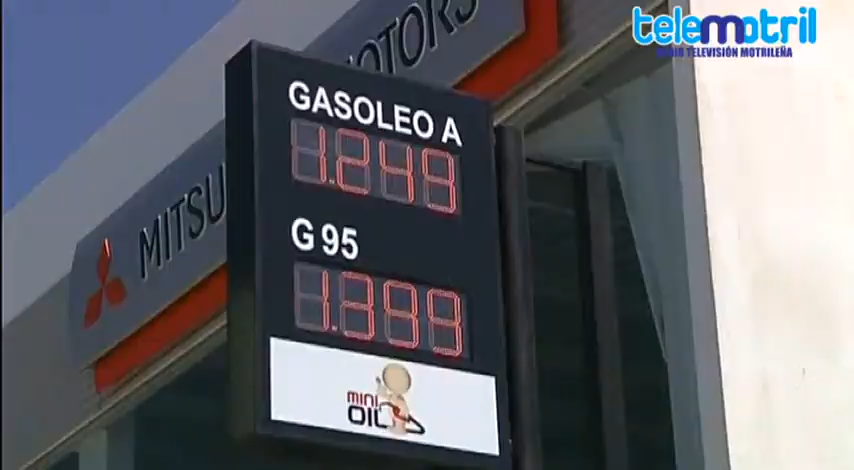 telemotril
RADIO TELEVISIÓN MOTRILEÑA
MOTORS
MITSU
GASOLEO A
1.249
G 95
1.399
mini
OIL